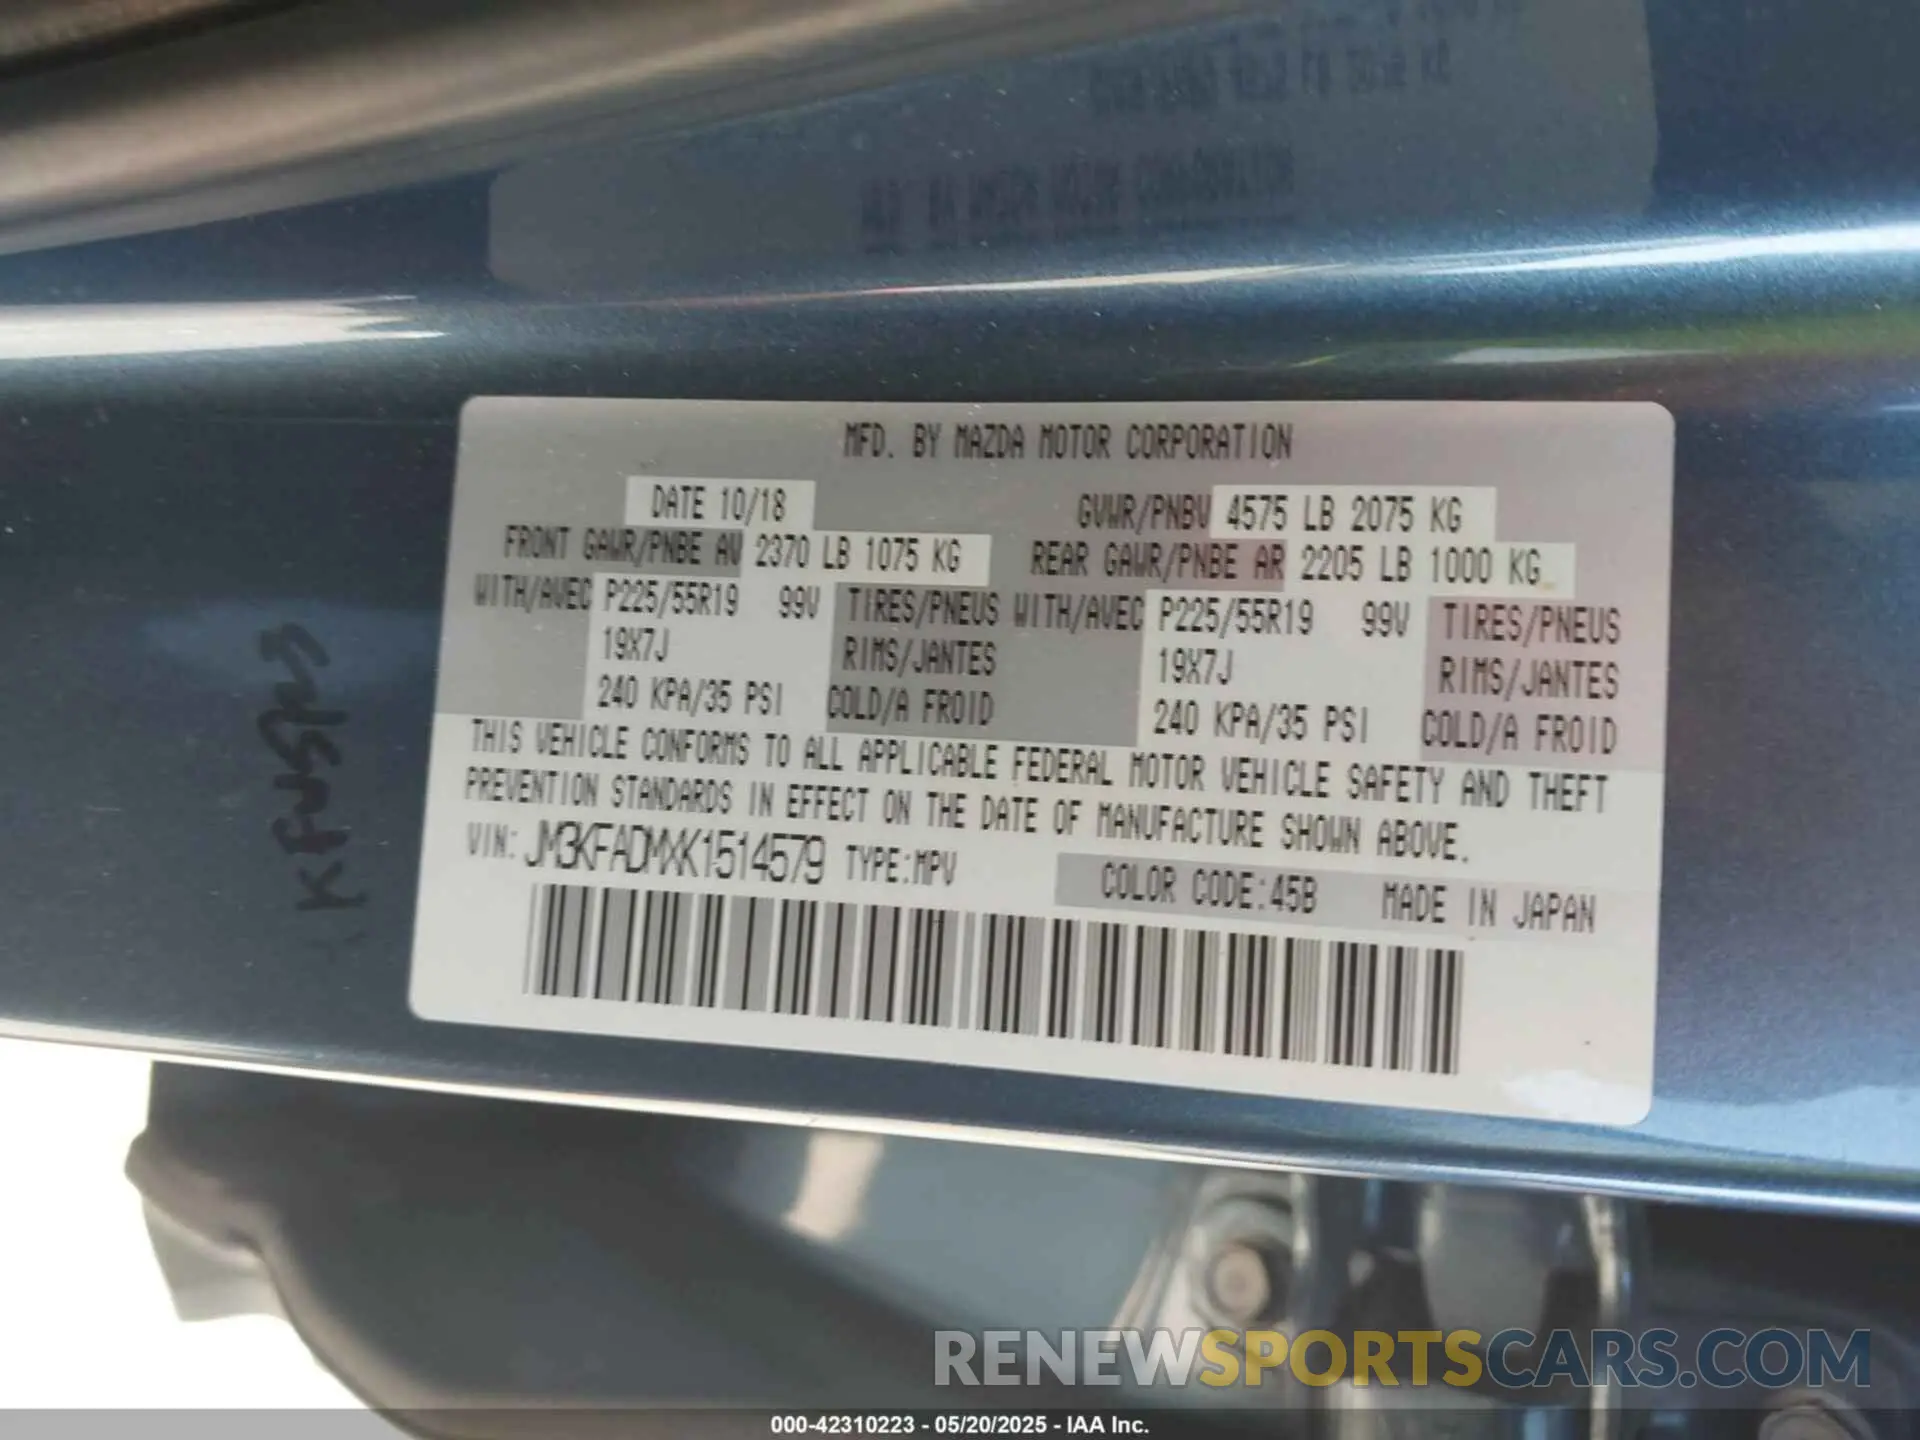 MFD. BY MAZDA MOTOR CORPORATION
DATE 10/18 GVWR/PNBV 4575 LB 2075 KG
FRONT GAWR/PNBE AV 2370 LB 1075 KG REAR GAWR/PNBE AR 2205 LB 1000 KG
WITH/AVEC P225/55R19 99V TIRES/PNEUS WITH/AVEC P225/55R19 99V TIRES/PNEUS
19X7J RIMS/JANTES 19X7J RIMS/JANTES
240 KPA/35 PSI COLD/A FROID 240 KPA/35 PSI COLD/A FROID
THIS VEHICLE CONFORMS TO ALL APPLICABLE FEDERAL MOTOR VEHICLE SAFETY AND THEFT
PREVENTION STANDARDS IN EFFECT ON THE DATE OF MANUFACTURE SHOWN ABOVE.
VIN: JM3KFADMXK1514579 TYPE:MPV COLOR CODE:45B MADE IN JAPAN
RENEWSPORTSCARS.COM
000-42310223 - 05/20/2025 - IAA Inc.